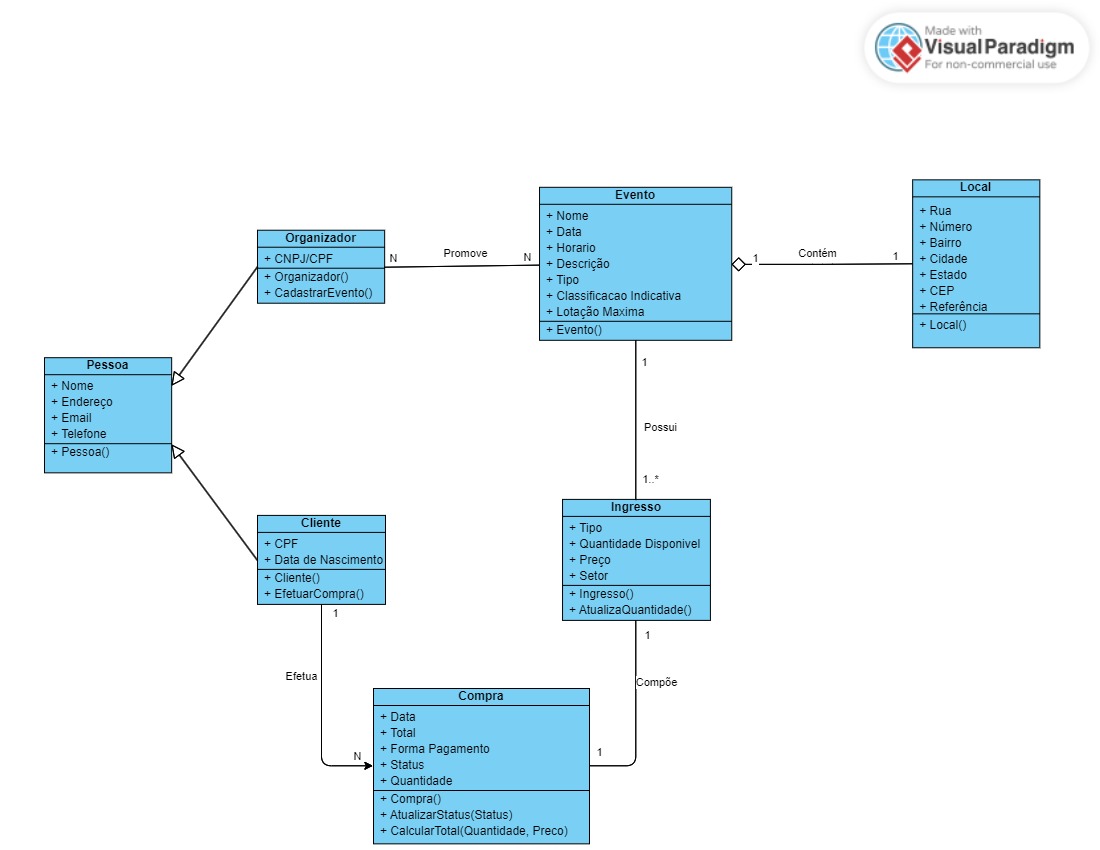 Made with
Visual Paradigm
For non-commercial use
Evento
+ Nome
+ Data
+ Horario
+ Descrição
+ Tipo
+ Classificacao Indicativa
+ Lotação Maxima
+ Evento()
Local
+ Rua
+ Número
+ Bairro
+ Cidade
+ Estado
+ CEP
+ Referência
+ Local()
Organizador
+ CNPJ/CPF
+ Organizador()
+ CadastrarEvento()
N
Promove
N
1
Contém
1
Pessoa
+ Nome
+ Endereço
+ Email
+ Telefone
+ Pessoa()
1
Possui
1..*
Cliente
+ CPF
+ Data de Nascimento
+ Cliente()
+ EfetuarCompra()
Ingresso
+ Tipo
+ Quantidade Disponivel
+ Preço
+ Setor
+ Ingresso()
+ AtualizaQuantidade()
1
Efetua
N
1
Compõe
1
Compra
+ Data
+ Total
+ Forma Pagamento
+ Status
+ Quantidade
+ Compra()
+ AtualizarStatus(Status)
+ CalcularTotal(Quantidade, Preco)